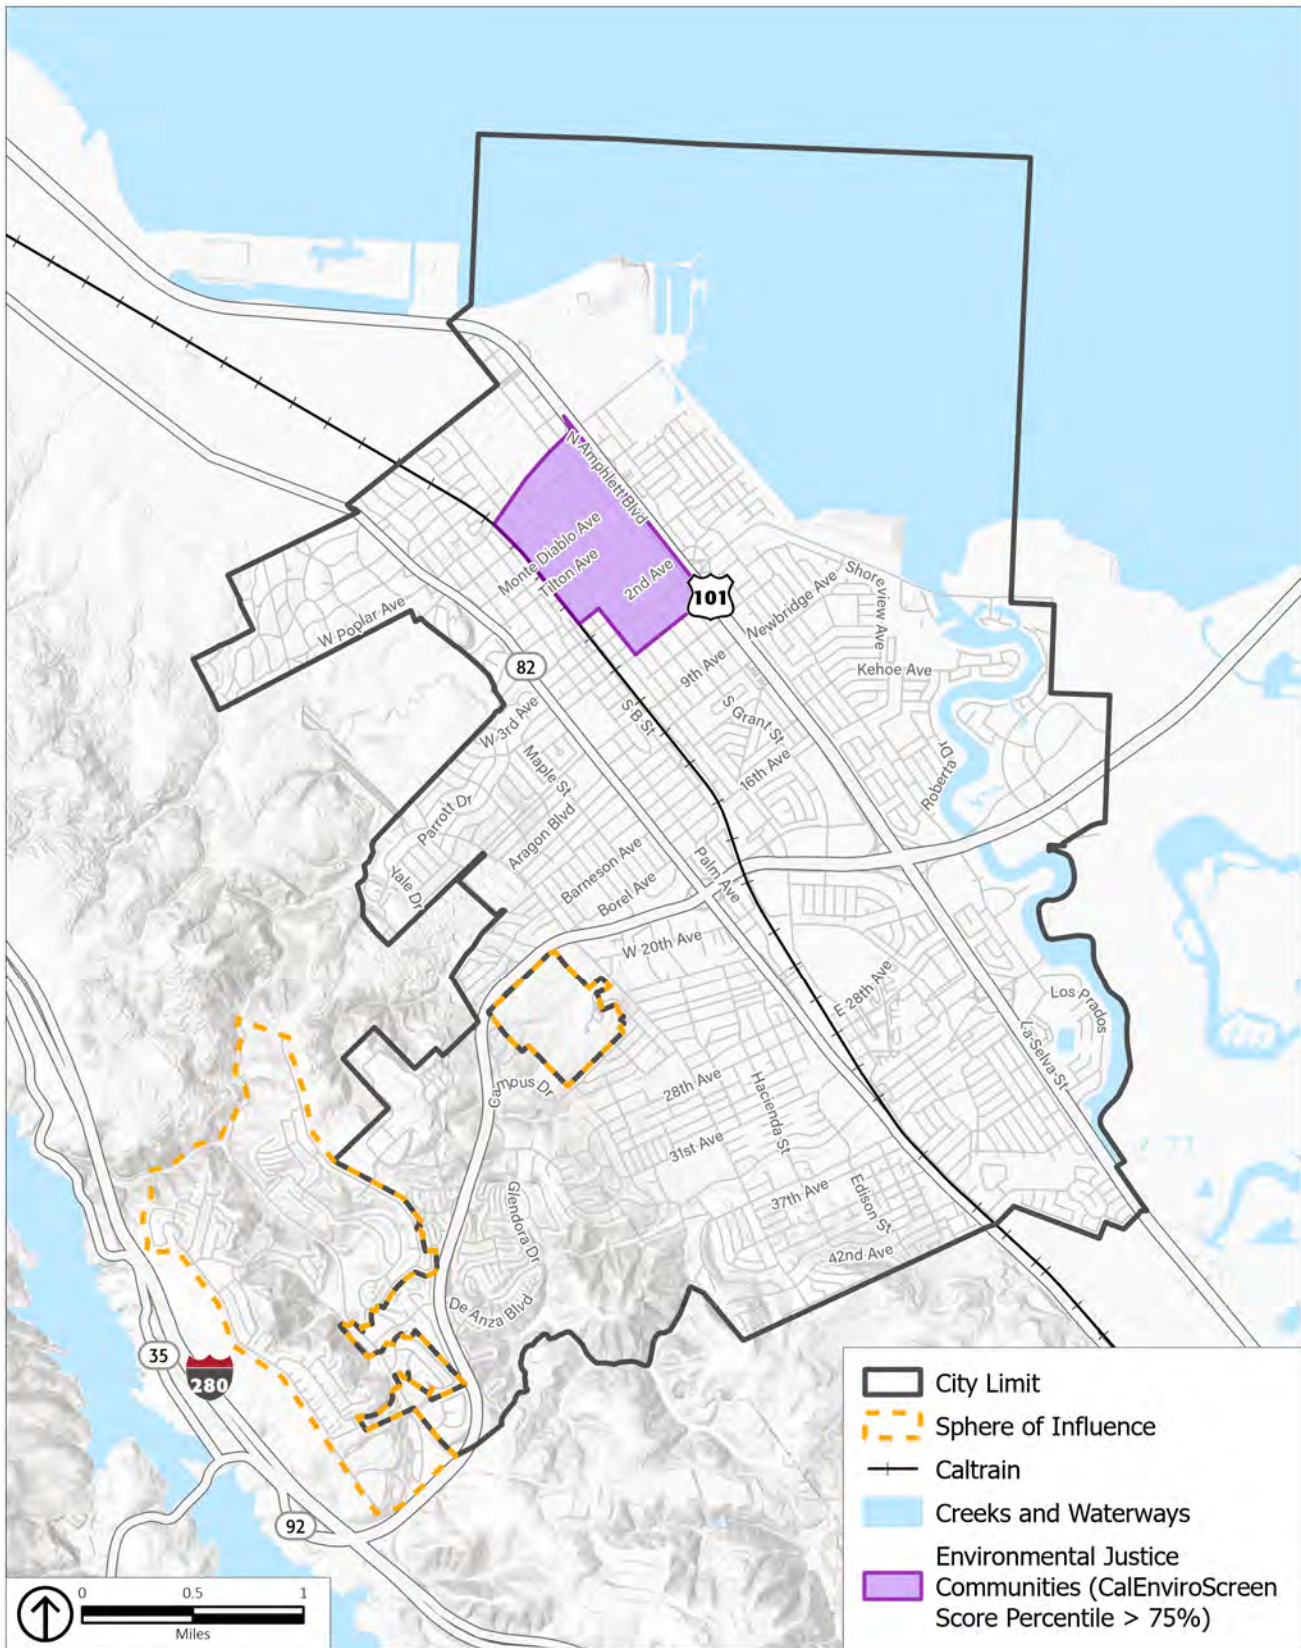 N Amphlett Blvd
Monte Diablo Ave
Tilton Ave
2nd Ave
101
Shoreview Ave
Newbridge Ave
W Poplar Ave
82
9th Ave
Kehoe Ave
S B St
S Grant St
W 3rd Ave
Maple St
16th Ave
Roberta Dr
Parrott Dr
Aragon Blvd
Yale Dr
Barneson Ave
Borel Ave
Palm Ave
W 20th Ave
E 28th Ave
Los Prados
La Selva St
Campus Dr
28th Ave
Hacienda St
31st Ave
Glendora Dr
37th Ave
Edison St
42nd Ave
De Anza Blvd
35
280
92
City Limit
Sphere of Influence
Caltrain
Creeks and Waterways
Environmental Justice
Communities (CalEnviroScreen
Score Percentile > 75%)
0 0.5 1
Miles